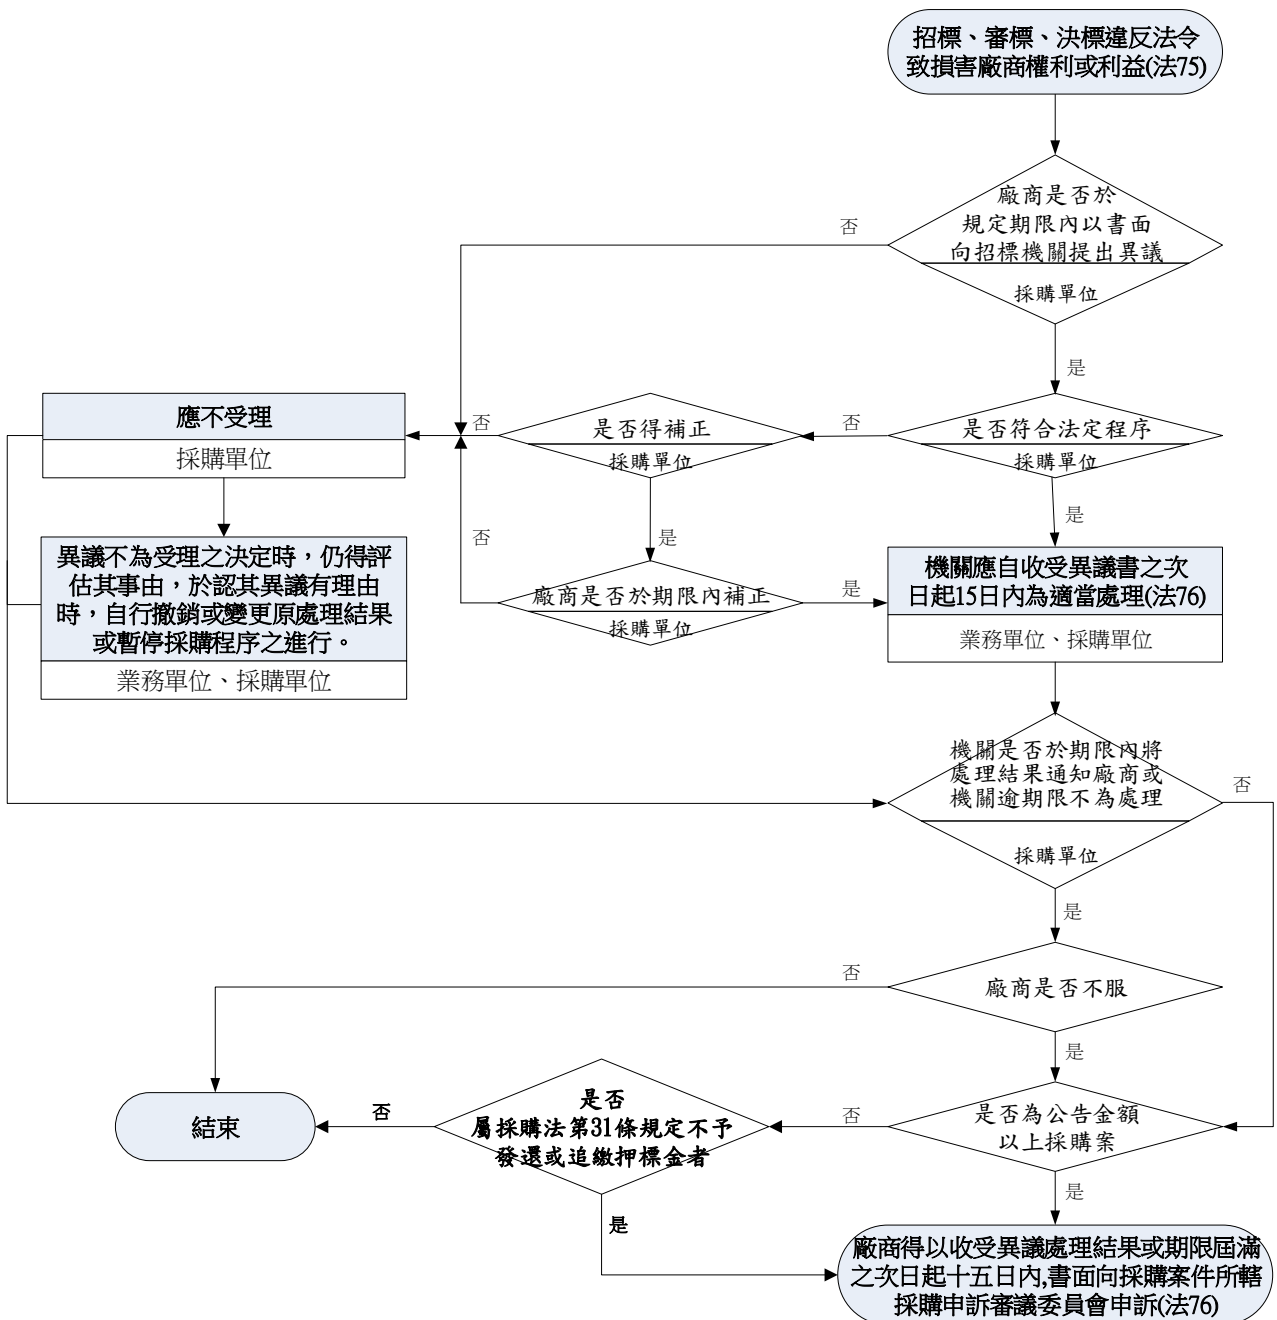 招標、審標、決標違反法令
致損害廠商權利或利益(法75)
廠商是否於
規定期限內以書面
向招標機關提出異議
採購單位
否
是
是否符合法定程序
採購單位
否
是
是否得補正
採購單位
否
是
應不受理
採購單位
異議不為受理之決定時，仍得評
估其事由，於認其異議有理由
時，自行撤銷或變更原處理結果
或暫停採購程序之進行。
業務單位、採購單位
廠商是否於期限內補正
採購單位
否
是
機關應自收受異議書之次
日起15日內為適當處理(法76)
業務單位、採購單位
機關是否於期限內將
處理結果通知廠商或
機關逾期限不為處理
採購單位
否
是
廠商是否不服
否
是
是否為公告金額
以上採購案
否
是
是否
屬採購法第31條規定不予
發還或追繳押標金者
否
是
結束
廠商得以收受異議處理結果或期限屆滿
之次日起十五日內,書面向採購案件所轄
採購申訴審議委員會申訴(法76)